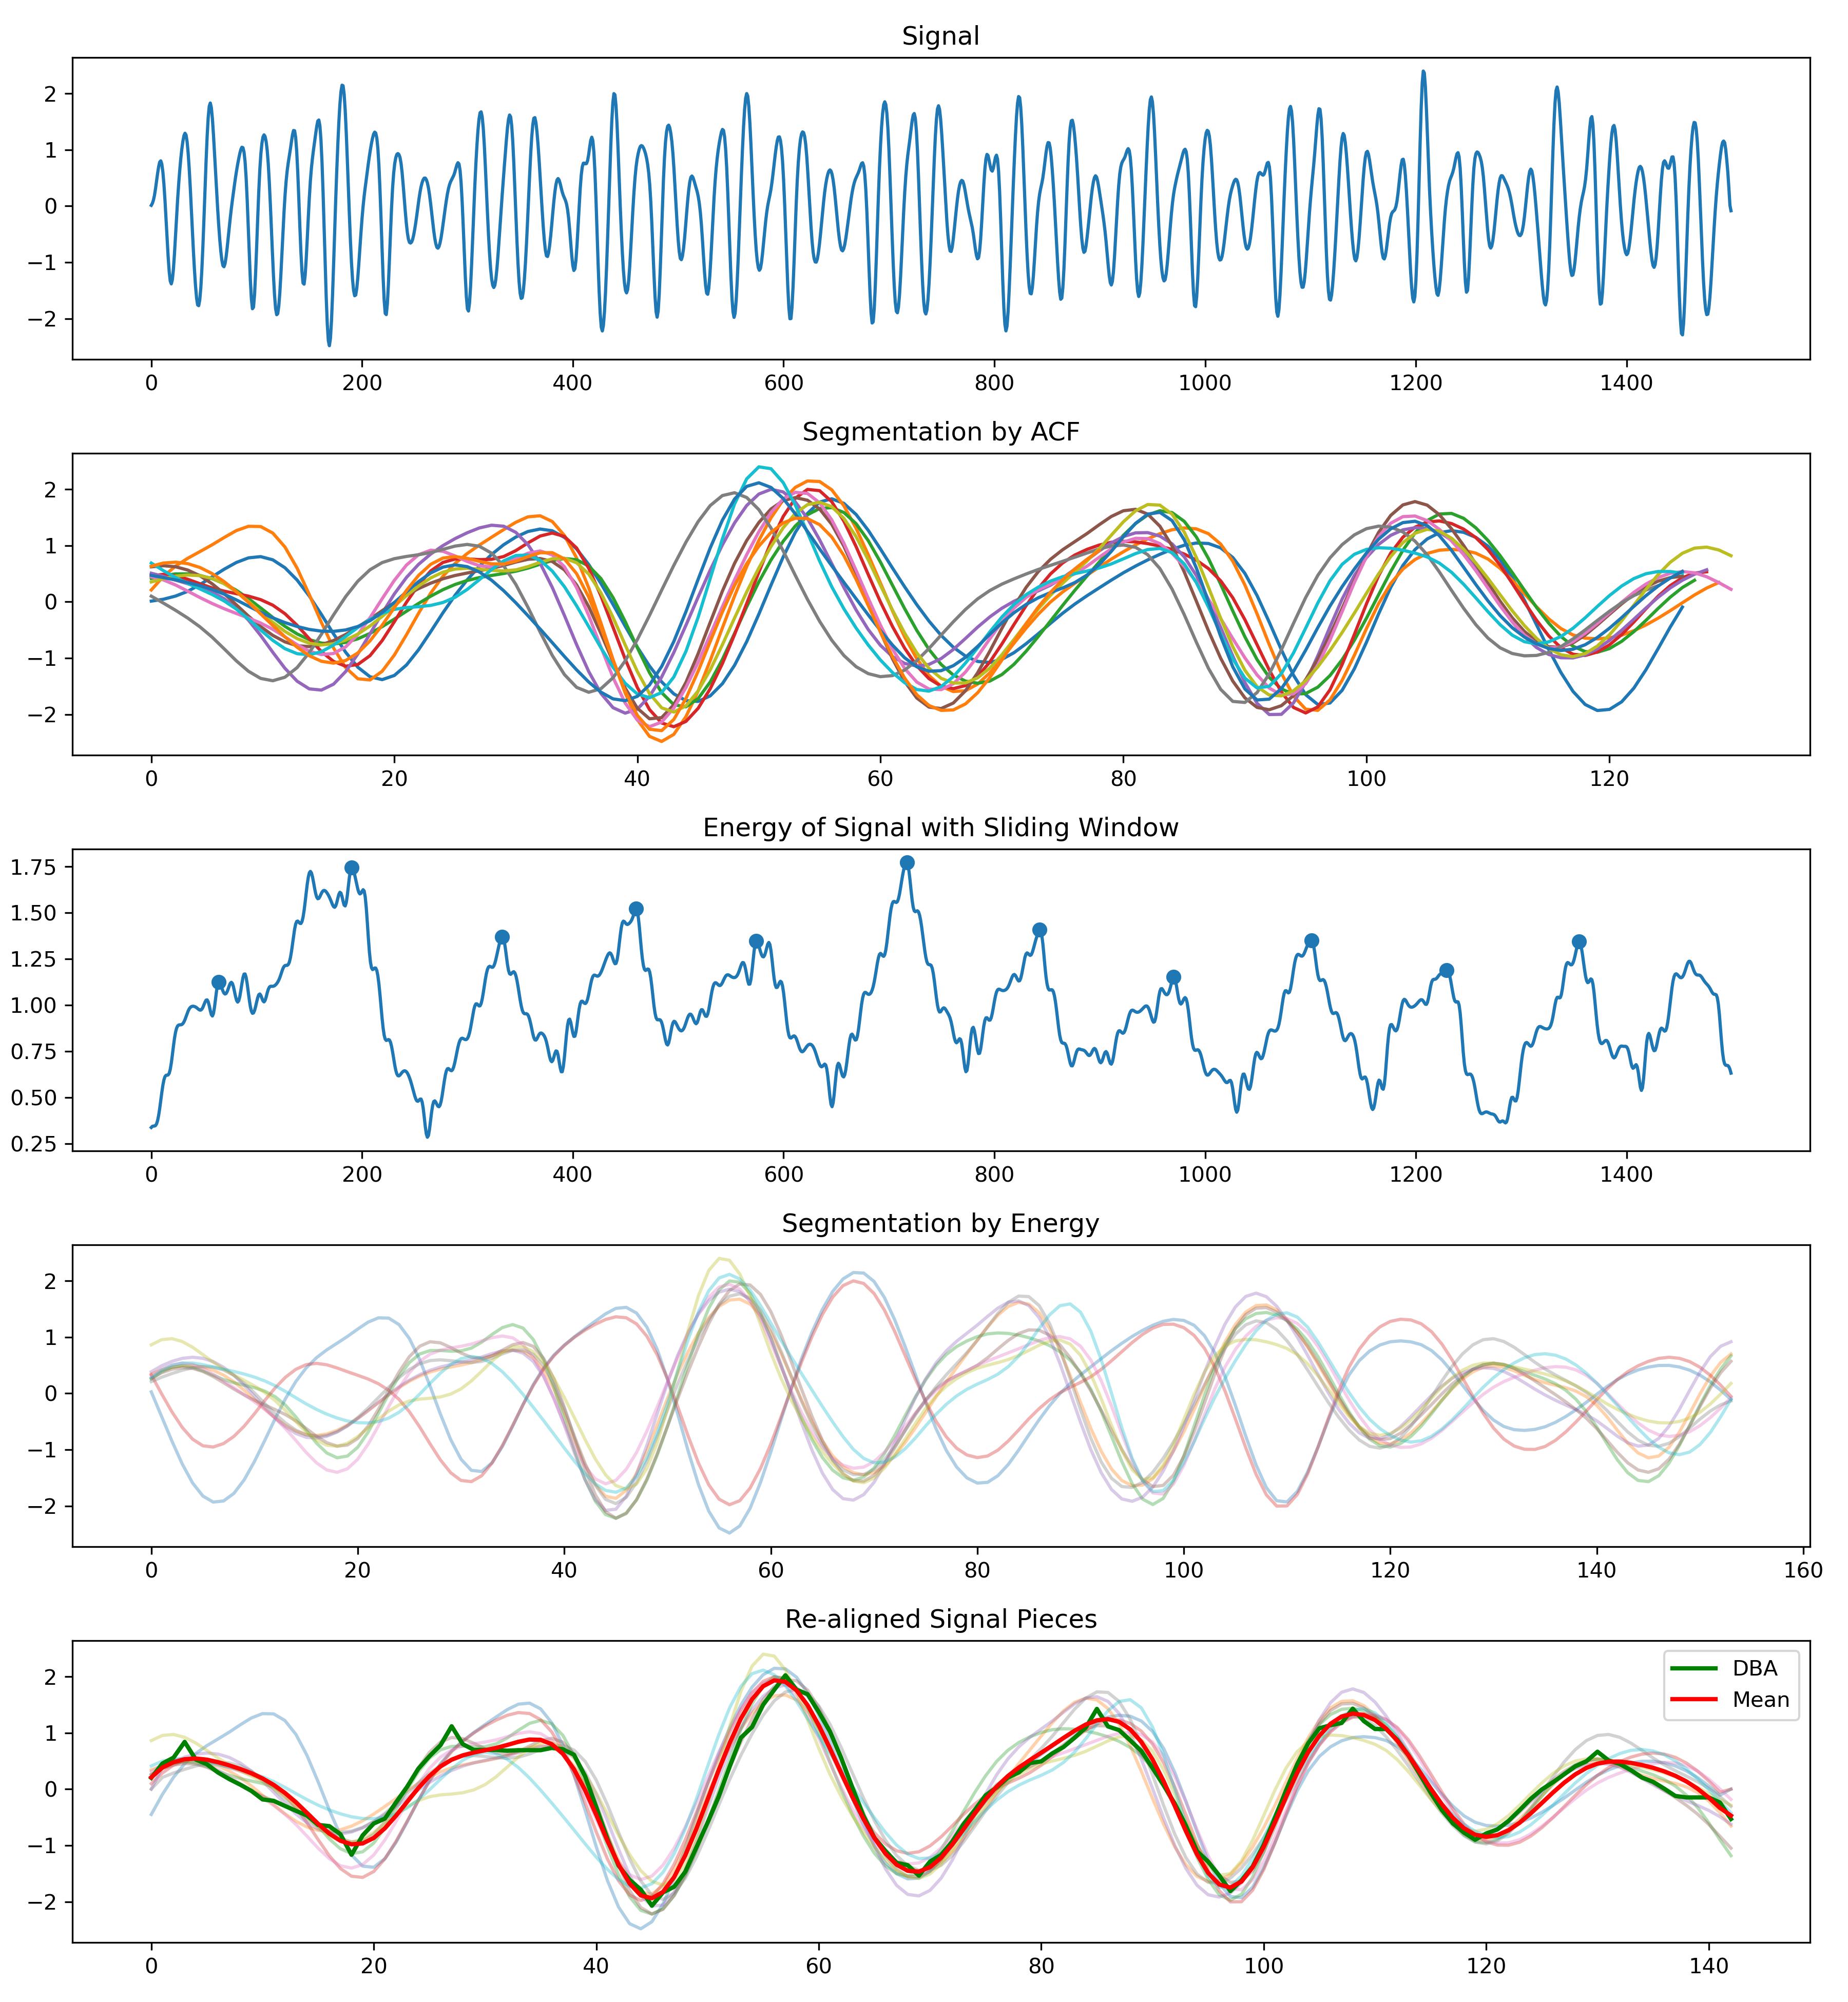 Signal
2
1
0
−1
−2
0 200 400 600 800 1000 1200 1400
Segmentation by ACF
2
1
0
−1
−2
0 20 40 60 80 100 120
Energy of Signal with Sliding Window
1.75
1.50
1.25
1.00
0.75
0.50
0.25
0 200 400 600 800 1000 1200 1400
Segmentation by Energy
2
1
0
−1
−2
0 20 40 60 80 100 120 140 160
Re-aligned Signal Pieces
2
1
0
−1
−2
DBA
Mean
0 20 40 60 80 100 120 140